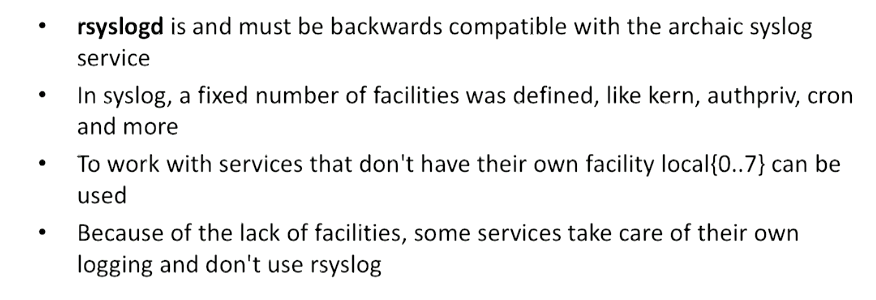 • rsyslogd is and must be backwards compatible with the archaic syslog
service
• In syslog, a fixed number of facilities was defined, like kern, authpriv, cron
and more
• To work with services that don't have their own facility local{0..7} can be
used
• Because of the lack of facilities, some services take care of their own
logging and don't use rsyslog